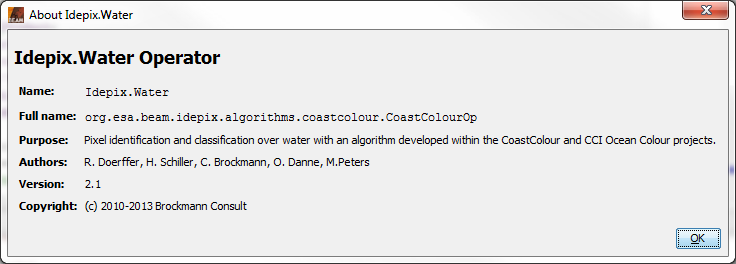 BEAM
About Idepix.Water
Idepix.Water Operator
Name: Idepix.Water
Full name: org.esa.beam.idepix.algorithms.coastcolour.CoastColourOp
Purpose: Pixel identification and classification over water with an algorithm developed within the CoastColour and CCI Ocean Colour projects.
Authors: R. Doerffer, H. Schiller, C. Brockmann, O. Danne, M.Peters
Version: 2.1
Copyright: (c) 2010-2013 Brockmann Consult
OK